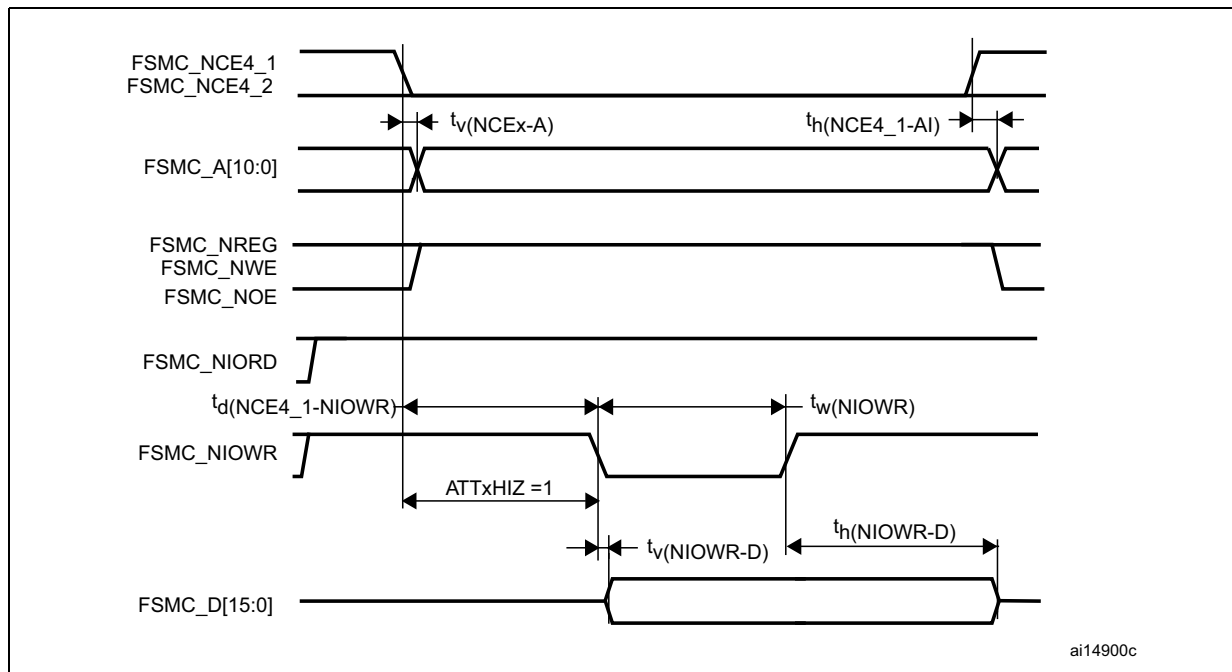 FSMC_NCE4_1
FSMC_NCE4_2
tv(NCEx-A)
th(NCE4_1-AI)
FSMC_A[10:0]
FSMC_NREG
FSMC_NWE
FSMC_NOE
FSMC_NIORD
td(NCE4_1-NIOWR)
tw(NIOWR)
FSMC_NIOWR
ATTxHIZ =1
tv(NIOWR-D)
th(NIOWR-D)
FSMC_D[15:0]
ai14900c